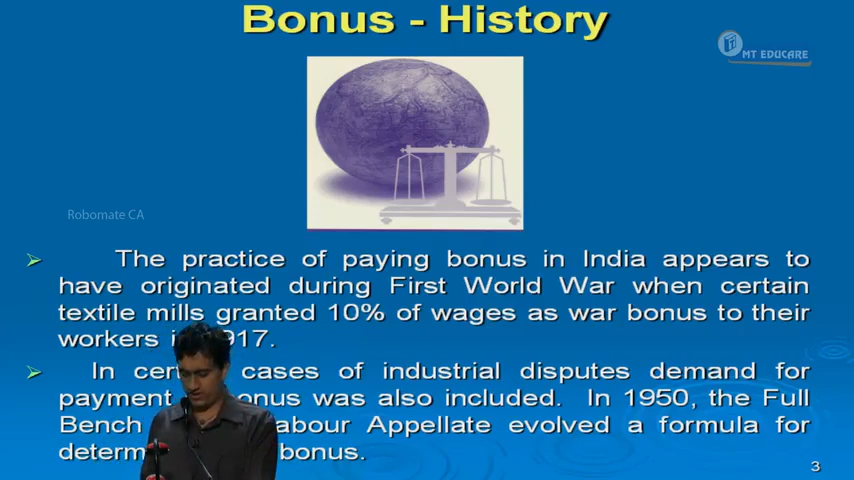 Bonus - History
MT EDUCARE
Robomate CA
➢ The practice of paying bonus in India appears to
have originated during First World War when certain
textile mills granted 10% of wages as war bonus to their
workers 917.
➢ In cases of industrial disputes demand for
payment onus was also included. In 1950, the Full
Bench abour Appellate evolved a formula for
determ bonus.
3